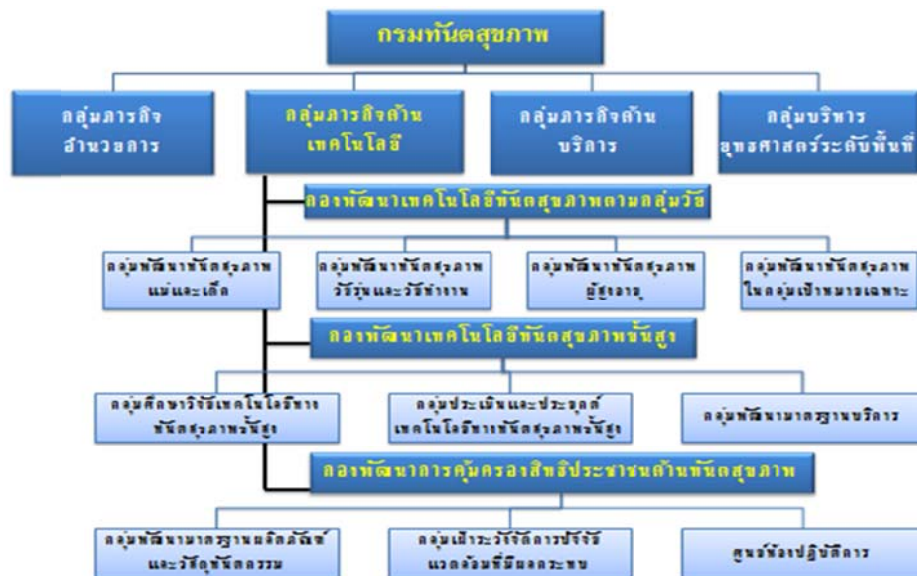 กรมทันตสุขภาพ
กลุ่มภารกิจ
อำนวยการ
กลุ่มภารกิจด้าน
เทคโนโลยี
กลุ่มภารกิจด้าน
บริการ
กลุ่มบริหาร
ยุทธศาสตร์ระดับพื้นที่
กองพัฒนาเทคโนโลยีทันตสุขภาพตามกลุ่มวัย
กลุ่มพัฒนาทันตสุขภาพ
แม่และเด็ก
กลุ่มพัฒนาทันตสุขภาพ
วัยรุ่นและวัยทำงาน
กลุ่มพัฒนาทันตสุขภาพ
ผู้สูงอายุ
กลุ่มพัฒนาทันตสุขภาพ
ในกลุ่มเป้าหมายเฉพาะ
กองพัฒนาเทคโนโลยีทันตสุขภาพขั้นสูง
กลุ่มศึกษาวิจัยเทคโนโลยีทาง
ทันตสุขภาพขั้นสูง
กลุ่มประเมินและประยุกต์
เทคโนโลยีทางทันตสุขภาพขั้นสูง
กลุ่มพัฒนามาตรฐานบริการ
กองพัฒนาการคุ้มครองสิทธิประชาชนด้านทันตสุขภาพ
กลุ่มพัฒนามาตรฐานผลิตภัณฑ์
และวัสดุทันตกรรม
กลุ่มเฝ้าระวังจัดการปัจจัย
แวดล้อมที่มีผลกระทบ
ศูนย์ห้องปฏิบัติการ